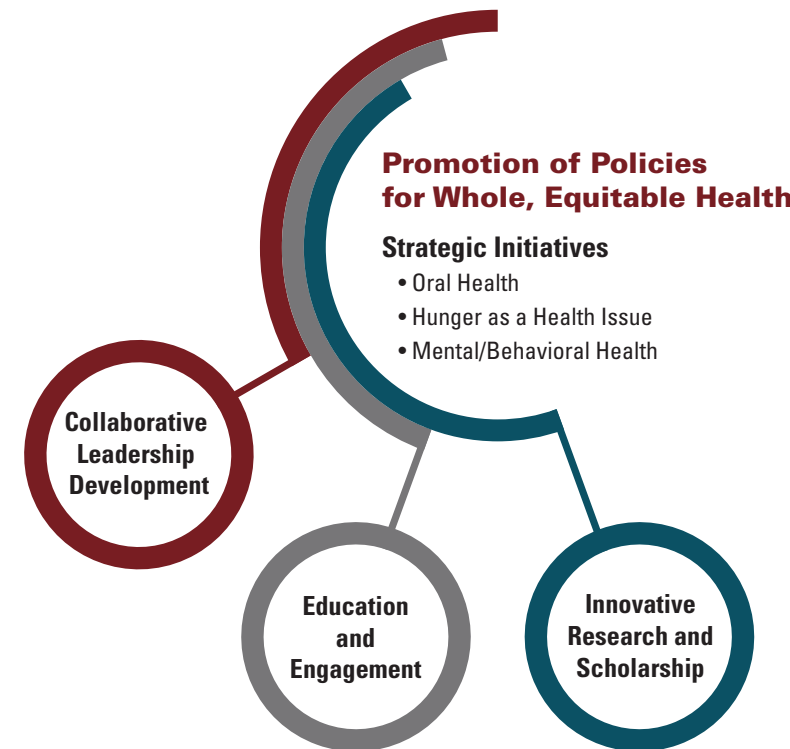 Promotion of Policies
for Whole, Equitable Health
Strategic Initiatives
• Oral Health
• Hunger as a Health Issue
• Mental/Behavioral Health
Collaborative
Leadership
Development
Education
and
Engagement
Innovative
Research and
Scholarship